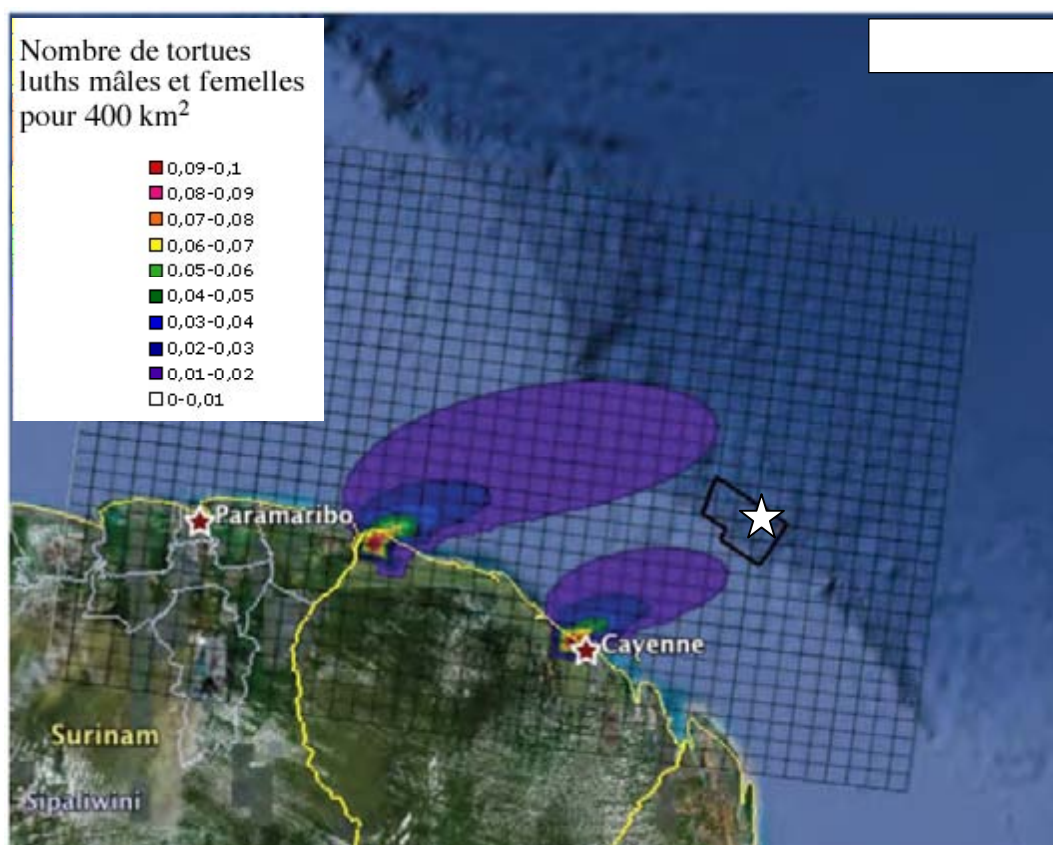 Nombre de tortues
luths mâles et femelles
pour 400 km²
0,09-0,1
0,08-0,09
0,07-0,08
0,06-0,07
0,05-0,06
0,04-0,05
0,03-0,04
0,02-0,03
0,01-0,02
0-0,01
Paramaribo
Cayenne
Surinam
Sipaliwini